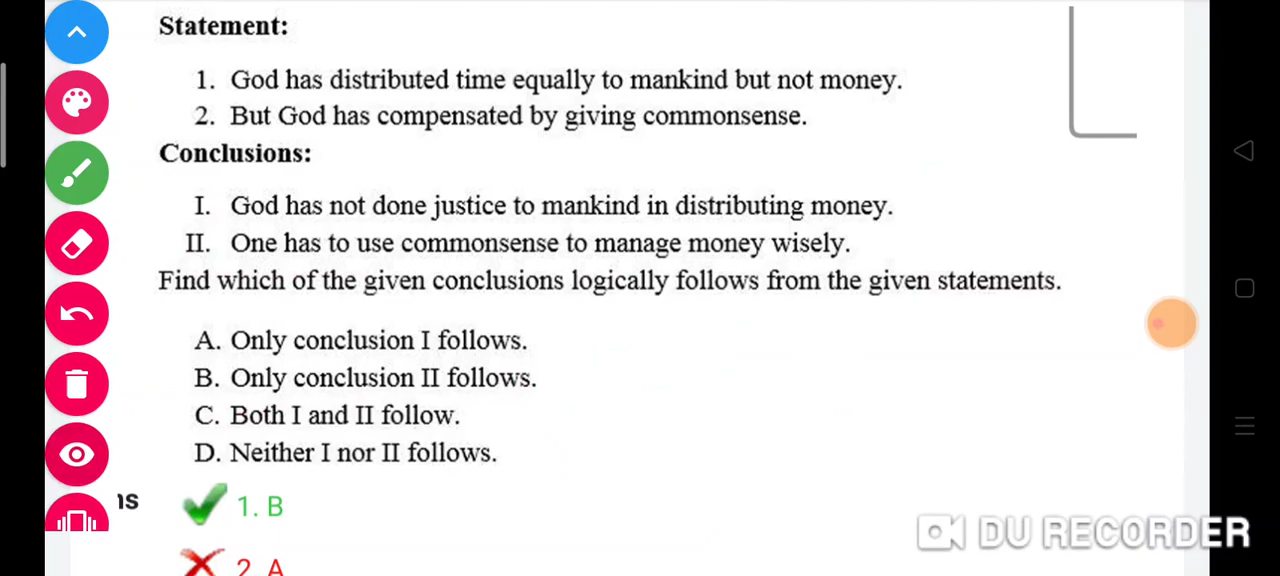 Statement:
1. God has distributed time equally to mankind but not money.
2. But God has compensated by giving commonsense.
Conclusions:
I. God has not done justice to mankind in distributing money.
II. One has to use commonsense to manage money wisely.
Find which of the given conclusions logically follows from the given statements.
A. Only conclusion I follows.
B. Only conclusion II follows.
C. Both I and II follow.
D. Neither I nor II follows.
1. B
2. A
DU RECORDER